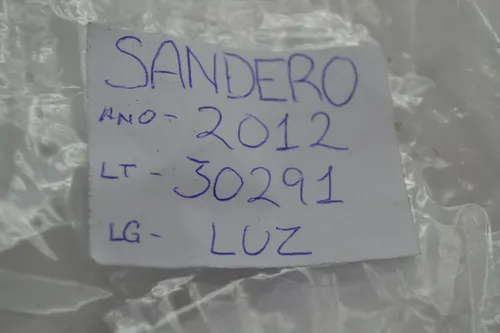 SANDERO
ANO - 2012
LT - 30291
LG - LUZ